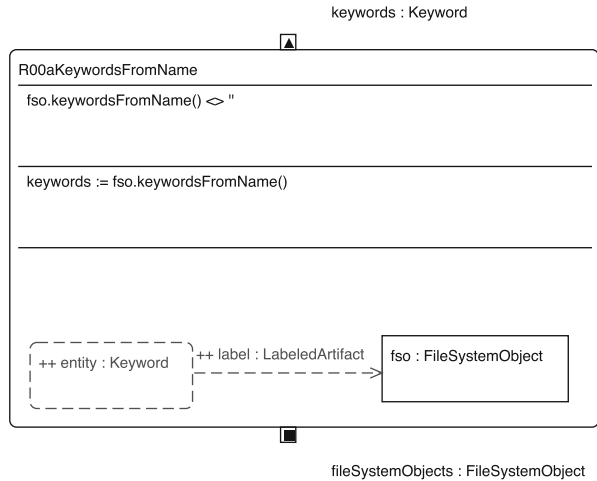 keywords : Keyword
R00aKeywordsFromName
fso.keywordsFromName() <> "
keywords := fso.keywordsFromName()
++ entity : Keyword
++ label : LabeledArtifact
fso : FileSystemObject
fileSystemObjects : FileSystemObject